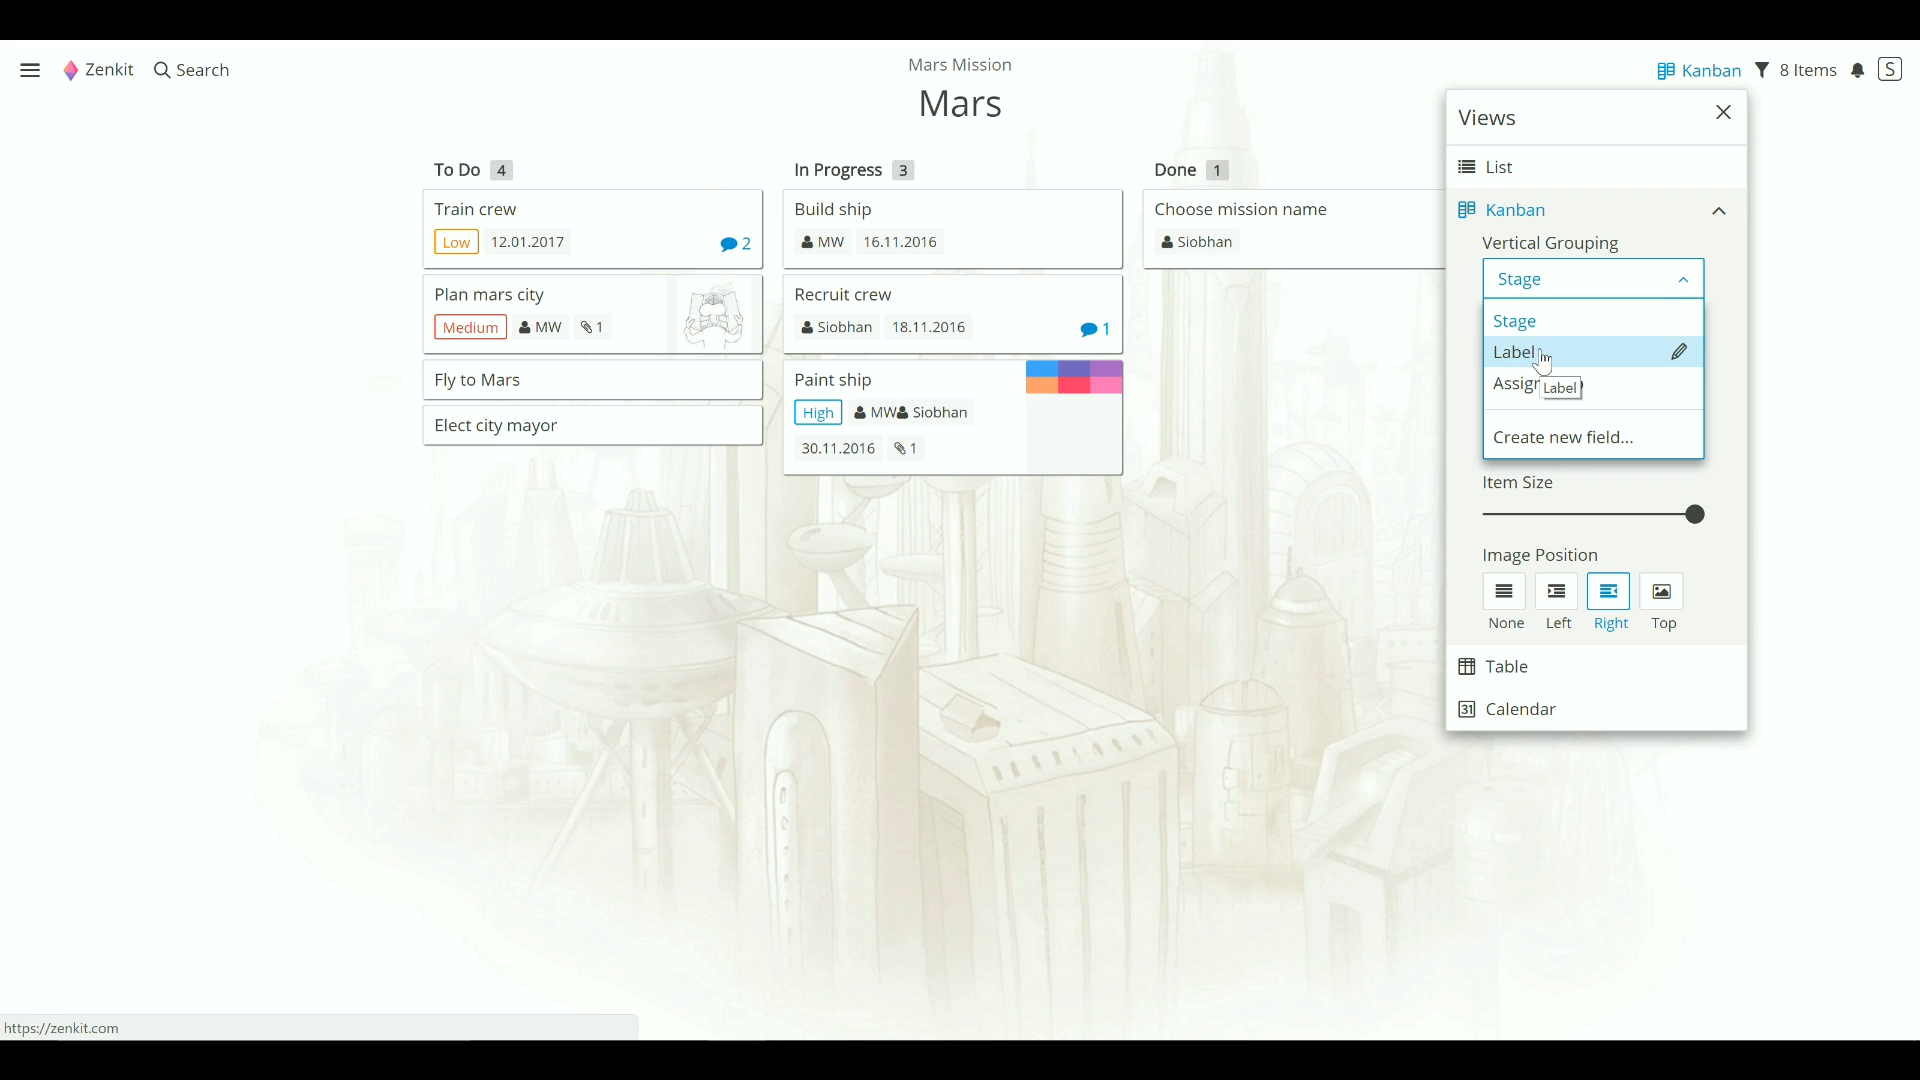 Zenkit
Search
Mars Mission
Mars
Kanban
8 Items
S
To Do 4
Train crew
Low 12.01.2017 2
Plan mars city
Medium MW 1
Fly to Mars
Elect city mayor
In Progress 3
Build ship
MW 16.11.2016
Recruit crew
Siobhan 18.11.2016 1
Paint ship
High MW Siobhan
30.11.2016 1
Done 1
Choose mission name
Siobhan
Views
List
Kanban
Vertical Grouping
Stage
Stage
Label
Label
Create new field...
Item Size
Image Position
None Left Right Top
Table
31 Calendar
https://zenkit.com